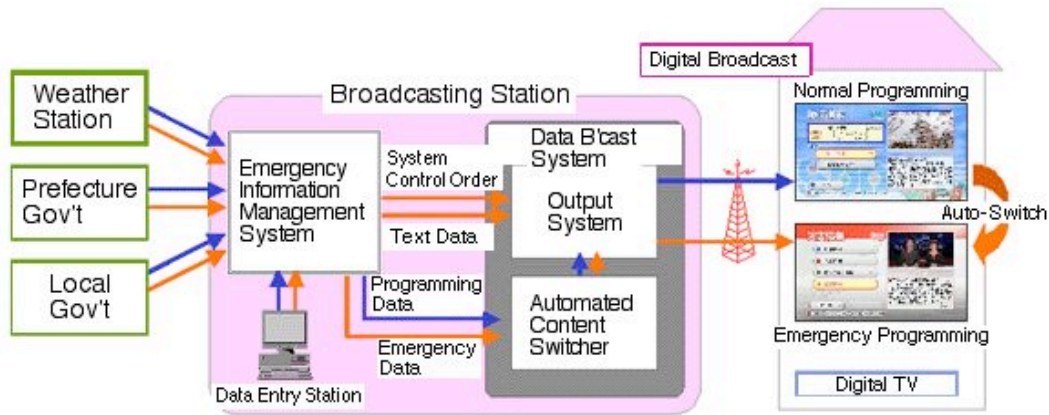 Weather
Station
Prefecture
Gov't
Local
Gov't
Broadcasting Station
Emergency
Information
Management
System
System
Control Order
Text Data
Programming
Data
Emergency
Data
Data Entry Station
Data B'cast
System
Output
System
Automated
Content
Switcher
Digital Broadcast
Normal Programming
Auto-Switch
Emergency Programming
Digital TV